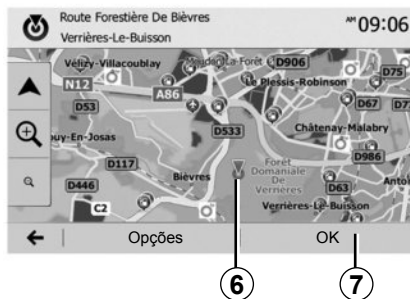 Route Forestière De Bièvres
Verrières-Le-Buisson
AM 09:06
Vélizy-Villacoublay
Meudon-La-Forêt
D906
D75
N12
Le Plessis-Robinson
A86
D53
D67
D533
Châtenay-Malabry
ouy-En-Josas
D117
Forêt
Domaniale
De
Verrières
D986
Bièvres
D446
D63
C2
Verrières-Le-Buisson
Opções
OK
6
7